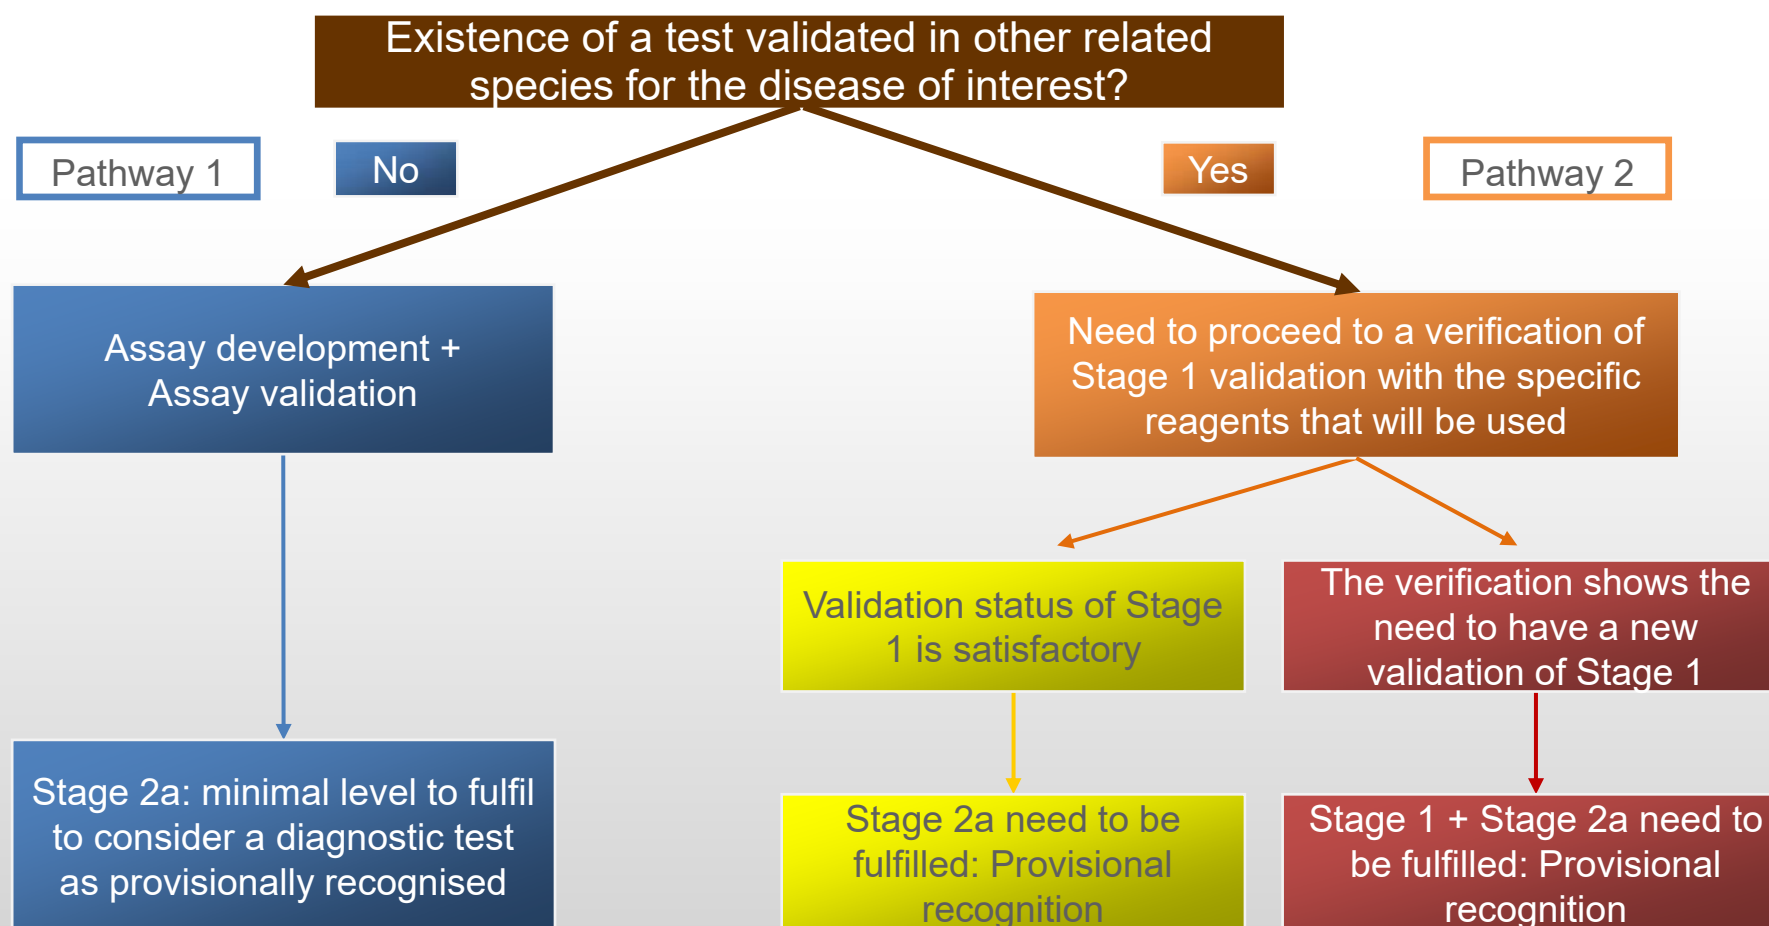 Existence of a test validated in other related
species for the disease of interest?
Pathway 1
No
Yes
Pathway 2
Assay development +
Assay validation
Need to proceed to a verification of
Stage 1 validation with the specific
reagents that will be used
Validation status of Stage
1 is satisfactory
The verification shows the
need to have a new
validation of Stage 1
Stage 2a: minimal level to fulfil
to consider a diagnostic test
as provisionally recognised
Stage 2a need to be
fulfilled: Provisional
recognition
Stage 1 + Stage 2a need to
be fulfilled: Provisional
recognition